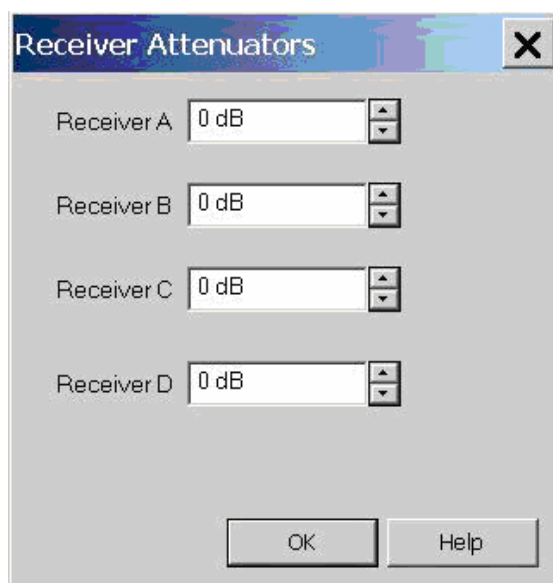 Receiver Attenuators
Receiver A 0 dB
Receiver B 0 dB
Receiver C 0 dB
Receiver D 0 dB
OK Help